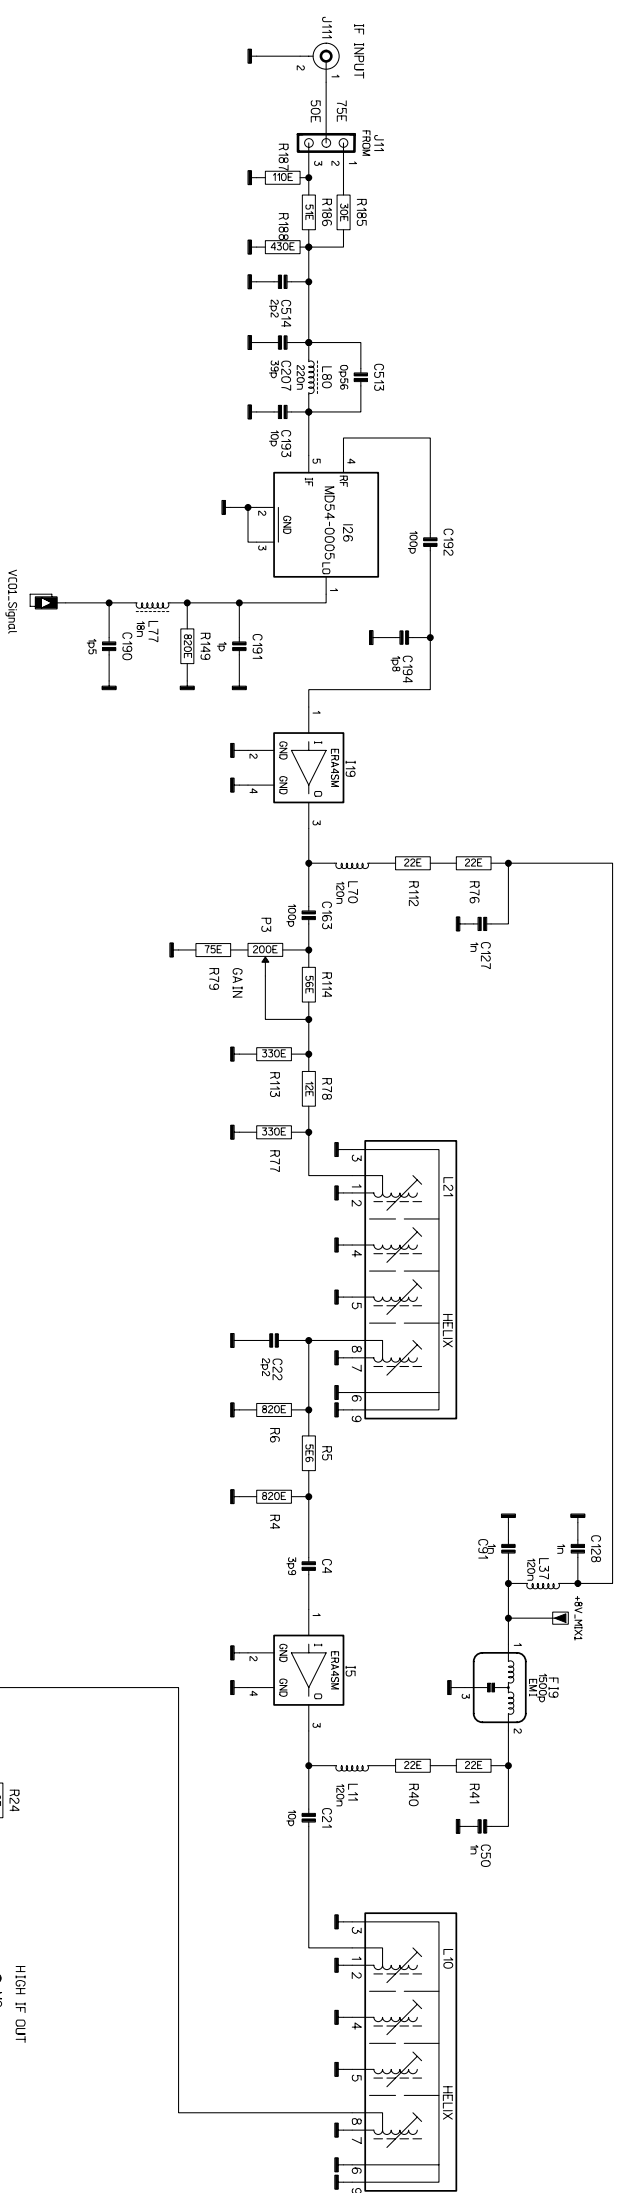 IF INPUT
J111
1
2
75E
50E
J11
FROM
1
2
3
R187
110E
R185
30E
R186
51E
R188
430E
C514
2p2
C513
0p56
L80
220n
C207
39p
C193
10p
5
4
IF
RF
I26
MD54-0005
LO
GND
2
3
1
C192
100p
C194
1p8
C191
1p
R149
820E
L77
18n
C190
1p5
VCO1_Signal
I19
ERA4SM
1
I
O
GND
GND
2
4
3
L70
120n
22E
R112
22E
R76
C127
1n
C163
100p
P3
200E
75E
R79
GAIN
R114
56E
330E
R113
R78
12E
330E
R77
L21
HELIX
3
1
2
4
5
8
7
6
9
C22
2p2
820E
R6
R5
5E6
820E
R4
C4
3p9
C128
1n
C91
1p
L37
120n
+8V_MIX1
FI9
1500p
EMI
1
2
3
I5
ERA4SM
1
I
O
GND
GND
2
4
3
L11
120n
22E
R40
22E
R41
C50
1n
C21
10p
L10
HELIX
3
1
2
4
5
8
7
6
9
R24
HIGH IF OUT